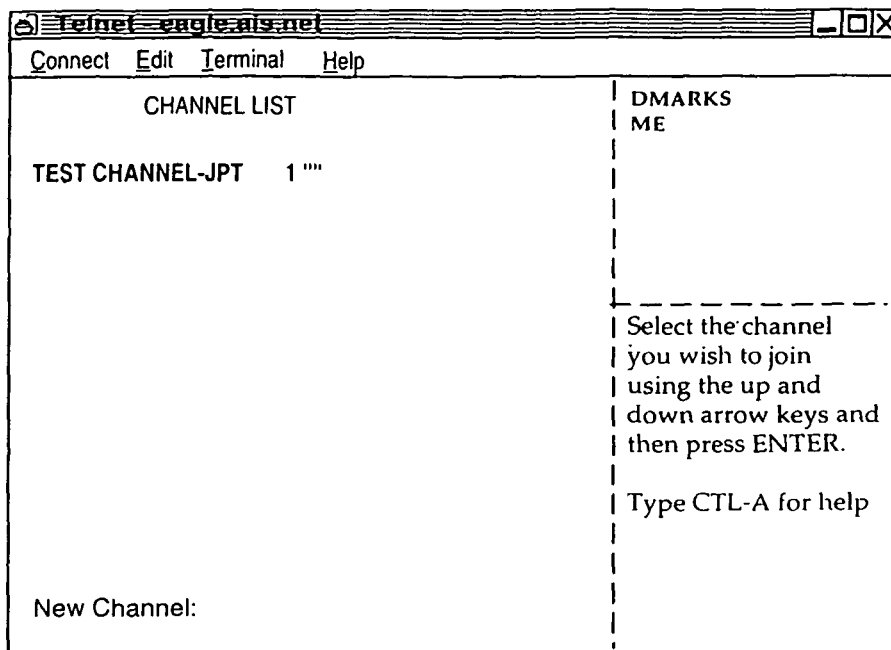 Telnet - eagle.ais.net
Connect Edit Terminal Help
CHANNEL LIST
TEST CHANNEL-JPT 1 ""
New Channel:
DMARKS
ME
Select the channel
you wish to join
using the up and
down arrow keys and
then press ENTER.
Type CTL-A for help